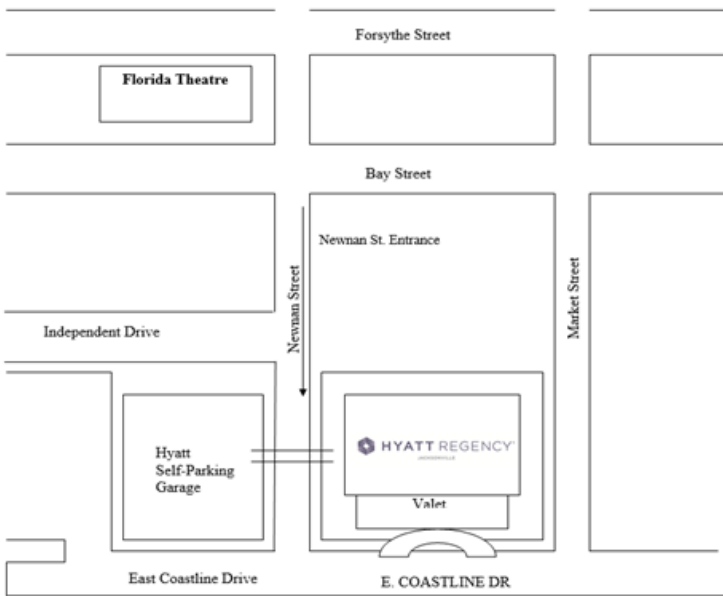 Forsythe Street
Florida Theatre
Bay Street
Newnan St. Entrance
Newnan Street
Market Street
Independent Drive
HYATT REGENCY
JACKSONVILLE
Hyatt
Self-Parking
Garage
Valet
East Coastline Drive
E. COASTLINE DR